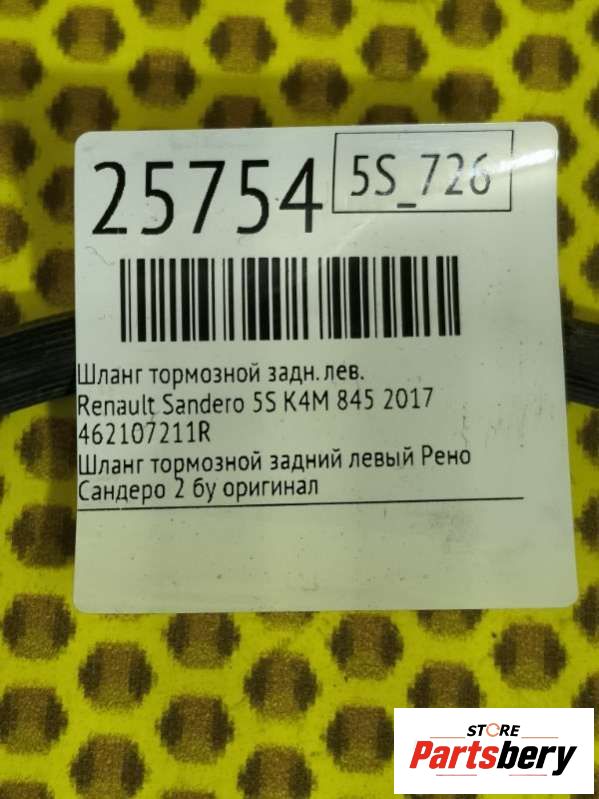 25754
5S_726
Шланг тормозной задн.лев.
Renault Sandero 5S K4M 845 2017
462107211R
Шланг тормозной задний левый Рено
Сандеро 2 бу оригинал
STORE
Partsbery